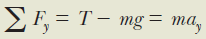 ∑ F_y = T − mg = ma_y